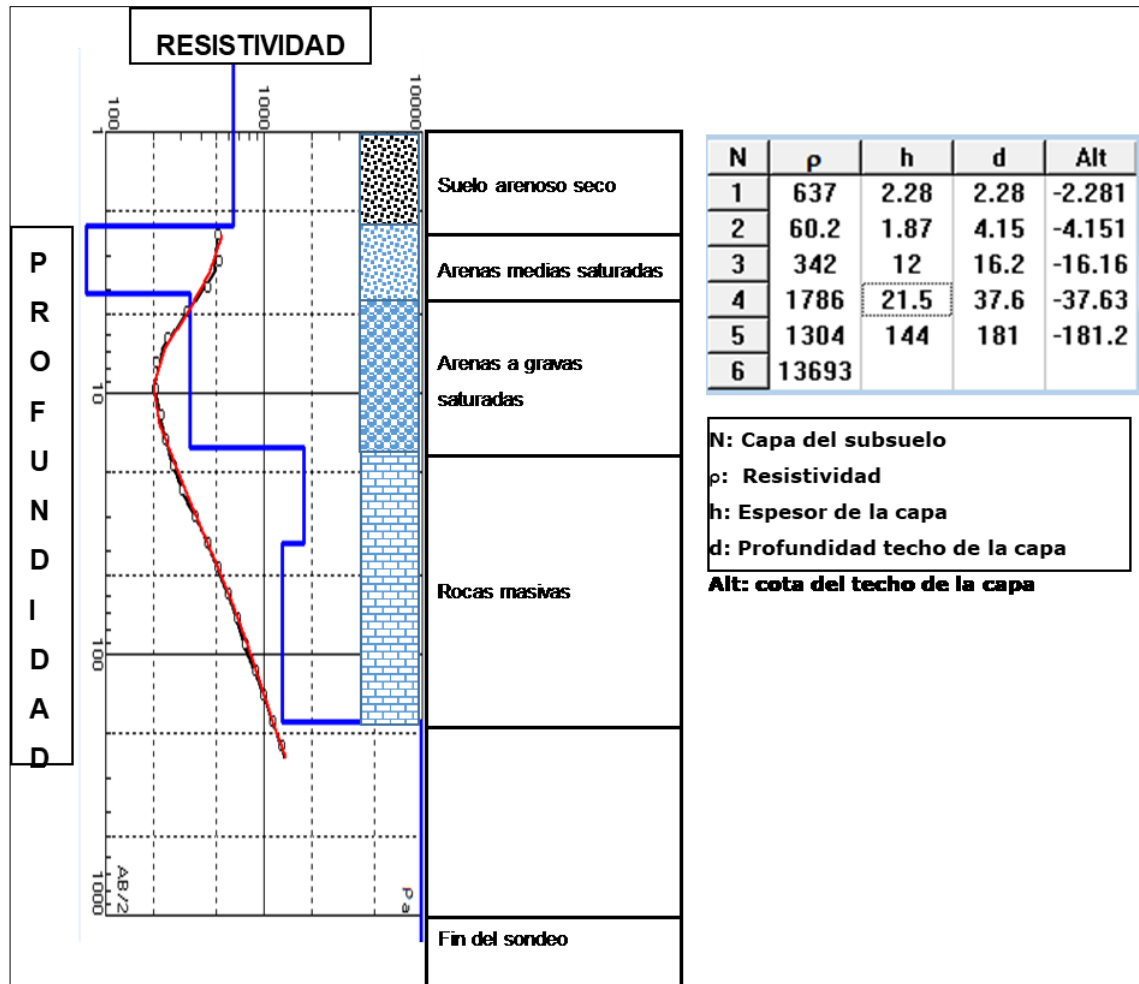 RESISTIVIDAD
100 1000 10000
1
10
100
1000
AB/2
Pa
P
R
O
F
U
N
D
I
D
A
D
Suelo arenoso seco
Arenas medias saturadas
Arenas a gravas
saturadas
Rocas masivas
Fin del sondeo
N ρ h d Alt
1 637 2.28 2.28 -2.281
2 60.2 1.87 4.15 -4.151
3 342 12 16.2 -16.16
4 1786 21.5 37.6 -37.63
5 1304 144 181 -181.2
6 13693
N: Capa del subsuelo
ρ: Resistividad
h: Espesor de la capa
d: Profundidad techo de la capa
Alt: cota del techo de la capa